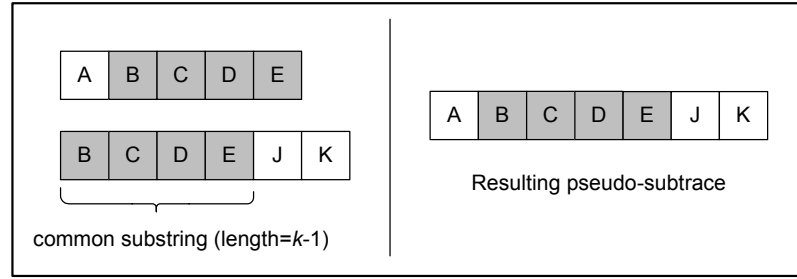 A B C D E
B C D E J K
common substring (length=k-1)
A B C D E J K
Resulting pseudo-subtrace